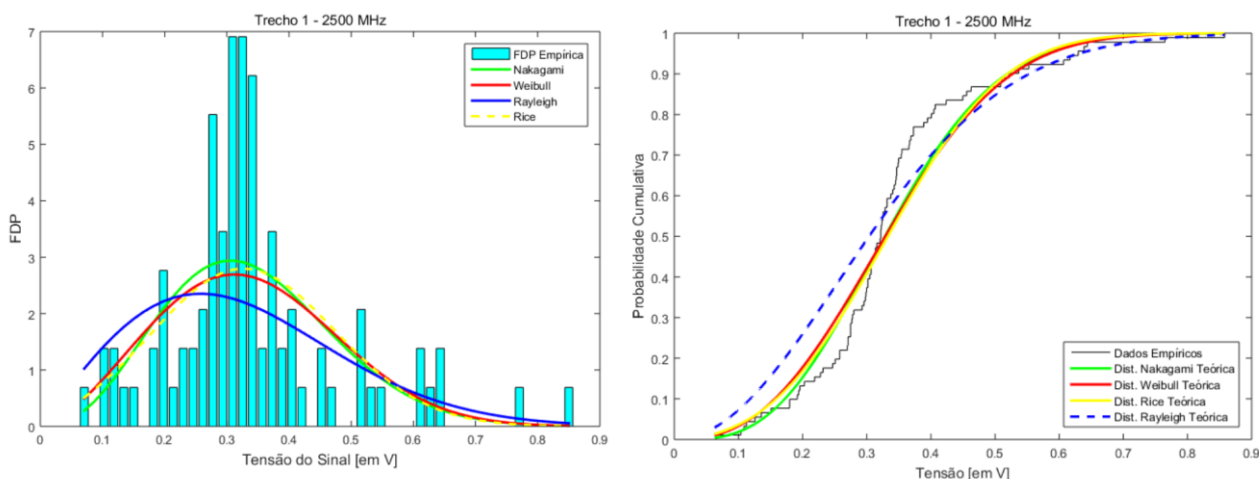 Trecho 1 - 2500 MHz
7
6
5
4
3
2
1
0
FDP
FDP Empírica
Nakagami
Weibull
Rayleigh
Rice
0 0.1 0.2 0.3 0.4 0.5 0.6 0.7 0.8 0.9
Tensão do Sinal [em V]
Trecho 1 - 2500 MHz
1
0.9
0.8
0.7
0.6
0.5
0.4
0.3
0.2
0.1
0
Probabilidade Cumulativa
Dados Empíricos
Dist. Nakagami Teórica
Dist. Weibull Teórica
Dist. Rice Teórica
Dist. Rayleigh Teórica
0 0.1 0.2 0.3 0.4 0.5 0.6 0.7 0.8 0.9
Tensão [em V]